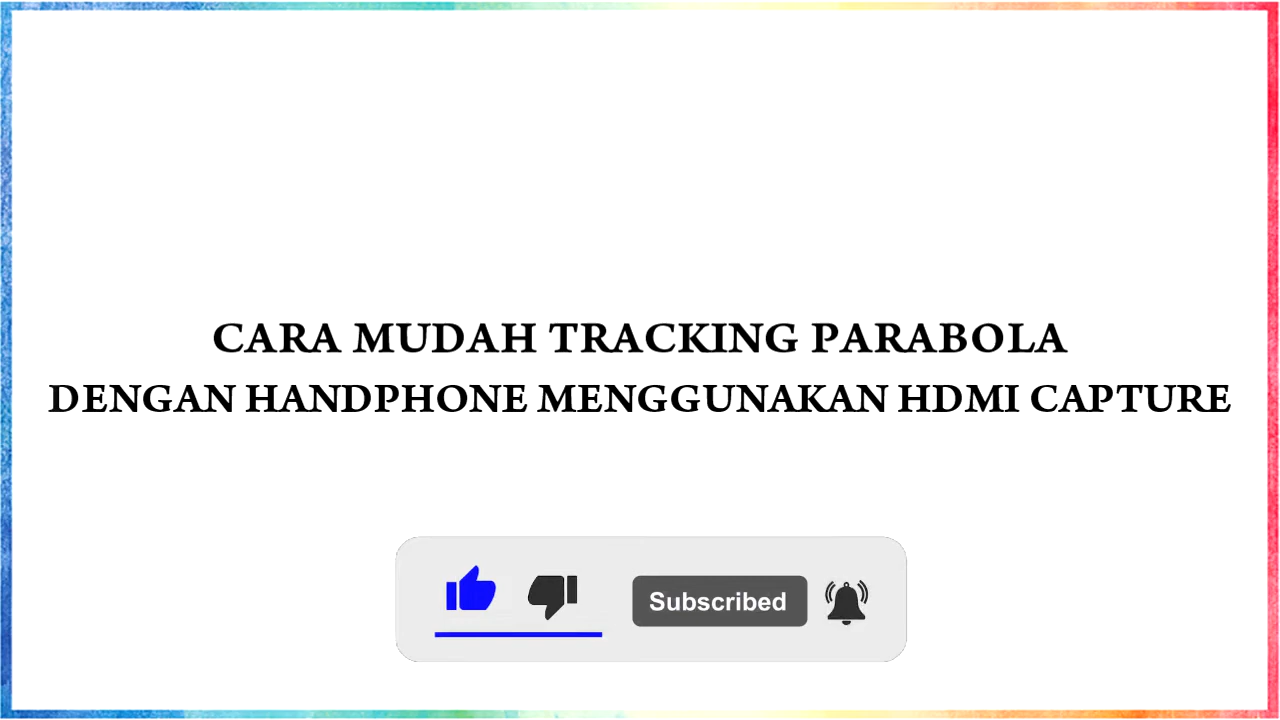 CARA MUDAH TRACKING PARABOLA
DENGAN HANDPHONE MENGGUNAKAN HDMI CAPTURE
Subscribed